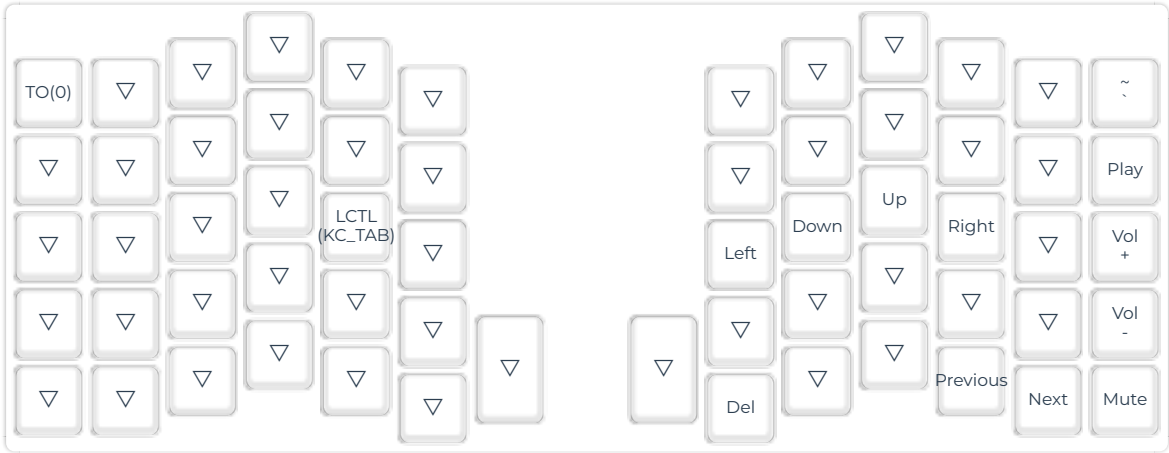 TO(0)
~
`
Play
LCTL
(KC_TAB)
Up
Left
Down
Right
Vol
+
Vol
-
Del
Previous
Next
Mute